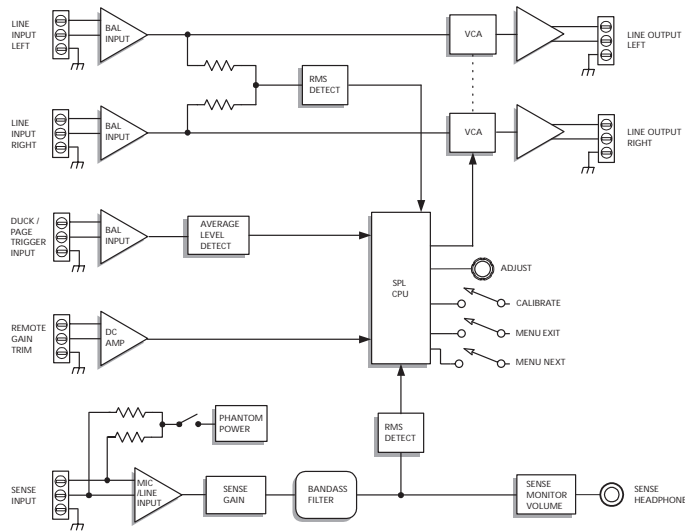 LINE
INPUT
LEFT
BAL
INPUT
VCA
LINE OUTPUT
LEFT
RMS
DETECT
LINE
INPUT
RIGHT
BAL
INPUT
VCA
LINE OUTPUT
RIGHT
DUCK /
PAGE
TRIGGER
INPUT
BAL
INPUT
AVERAGE
LEVEL
DETECT
SPL
CPU
ADJUST
CALIBRATE
MENU EXIT
MENU NEXT
REMOTE
GAIN
TRIM
DC
AMP
PHANTOM
POWER
RMS
DETECT
SENSE
INPUT
MIC
/LINE
INPUT
SENSE
GAIN
BANDASS
FILTER
SENSE
MONITOR
VOLUME
SENSE
HEADPHONE